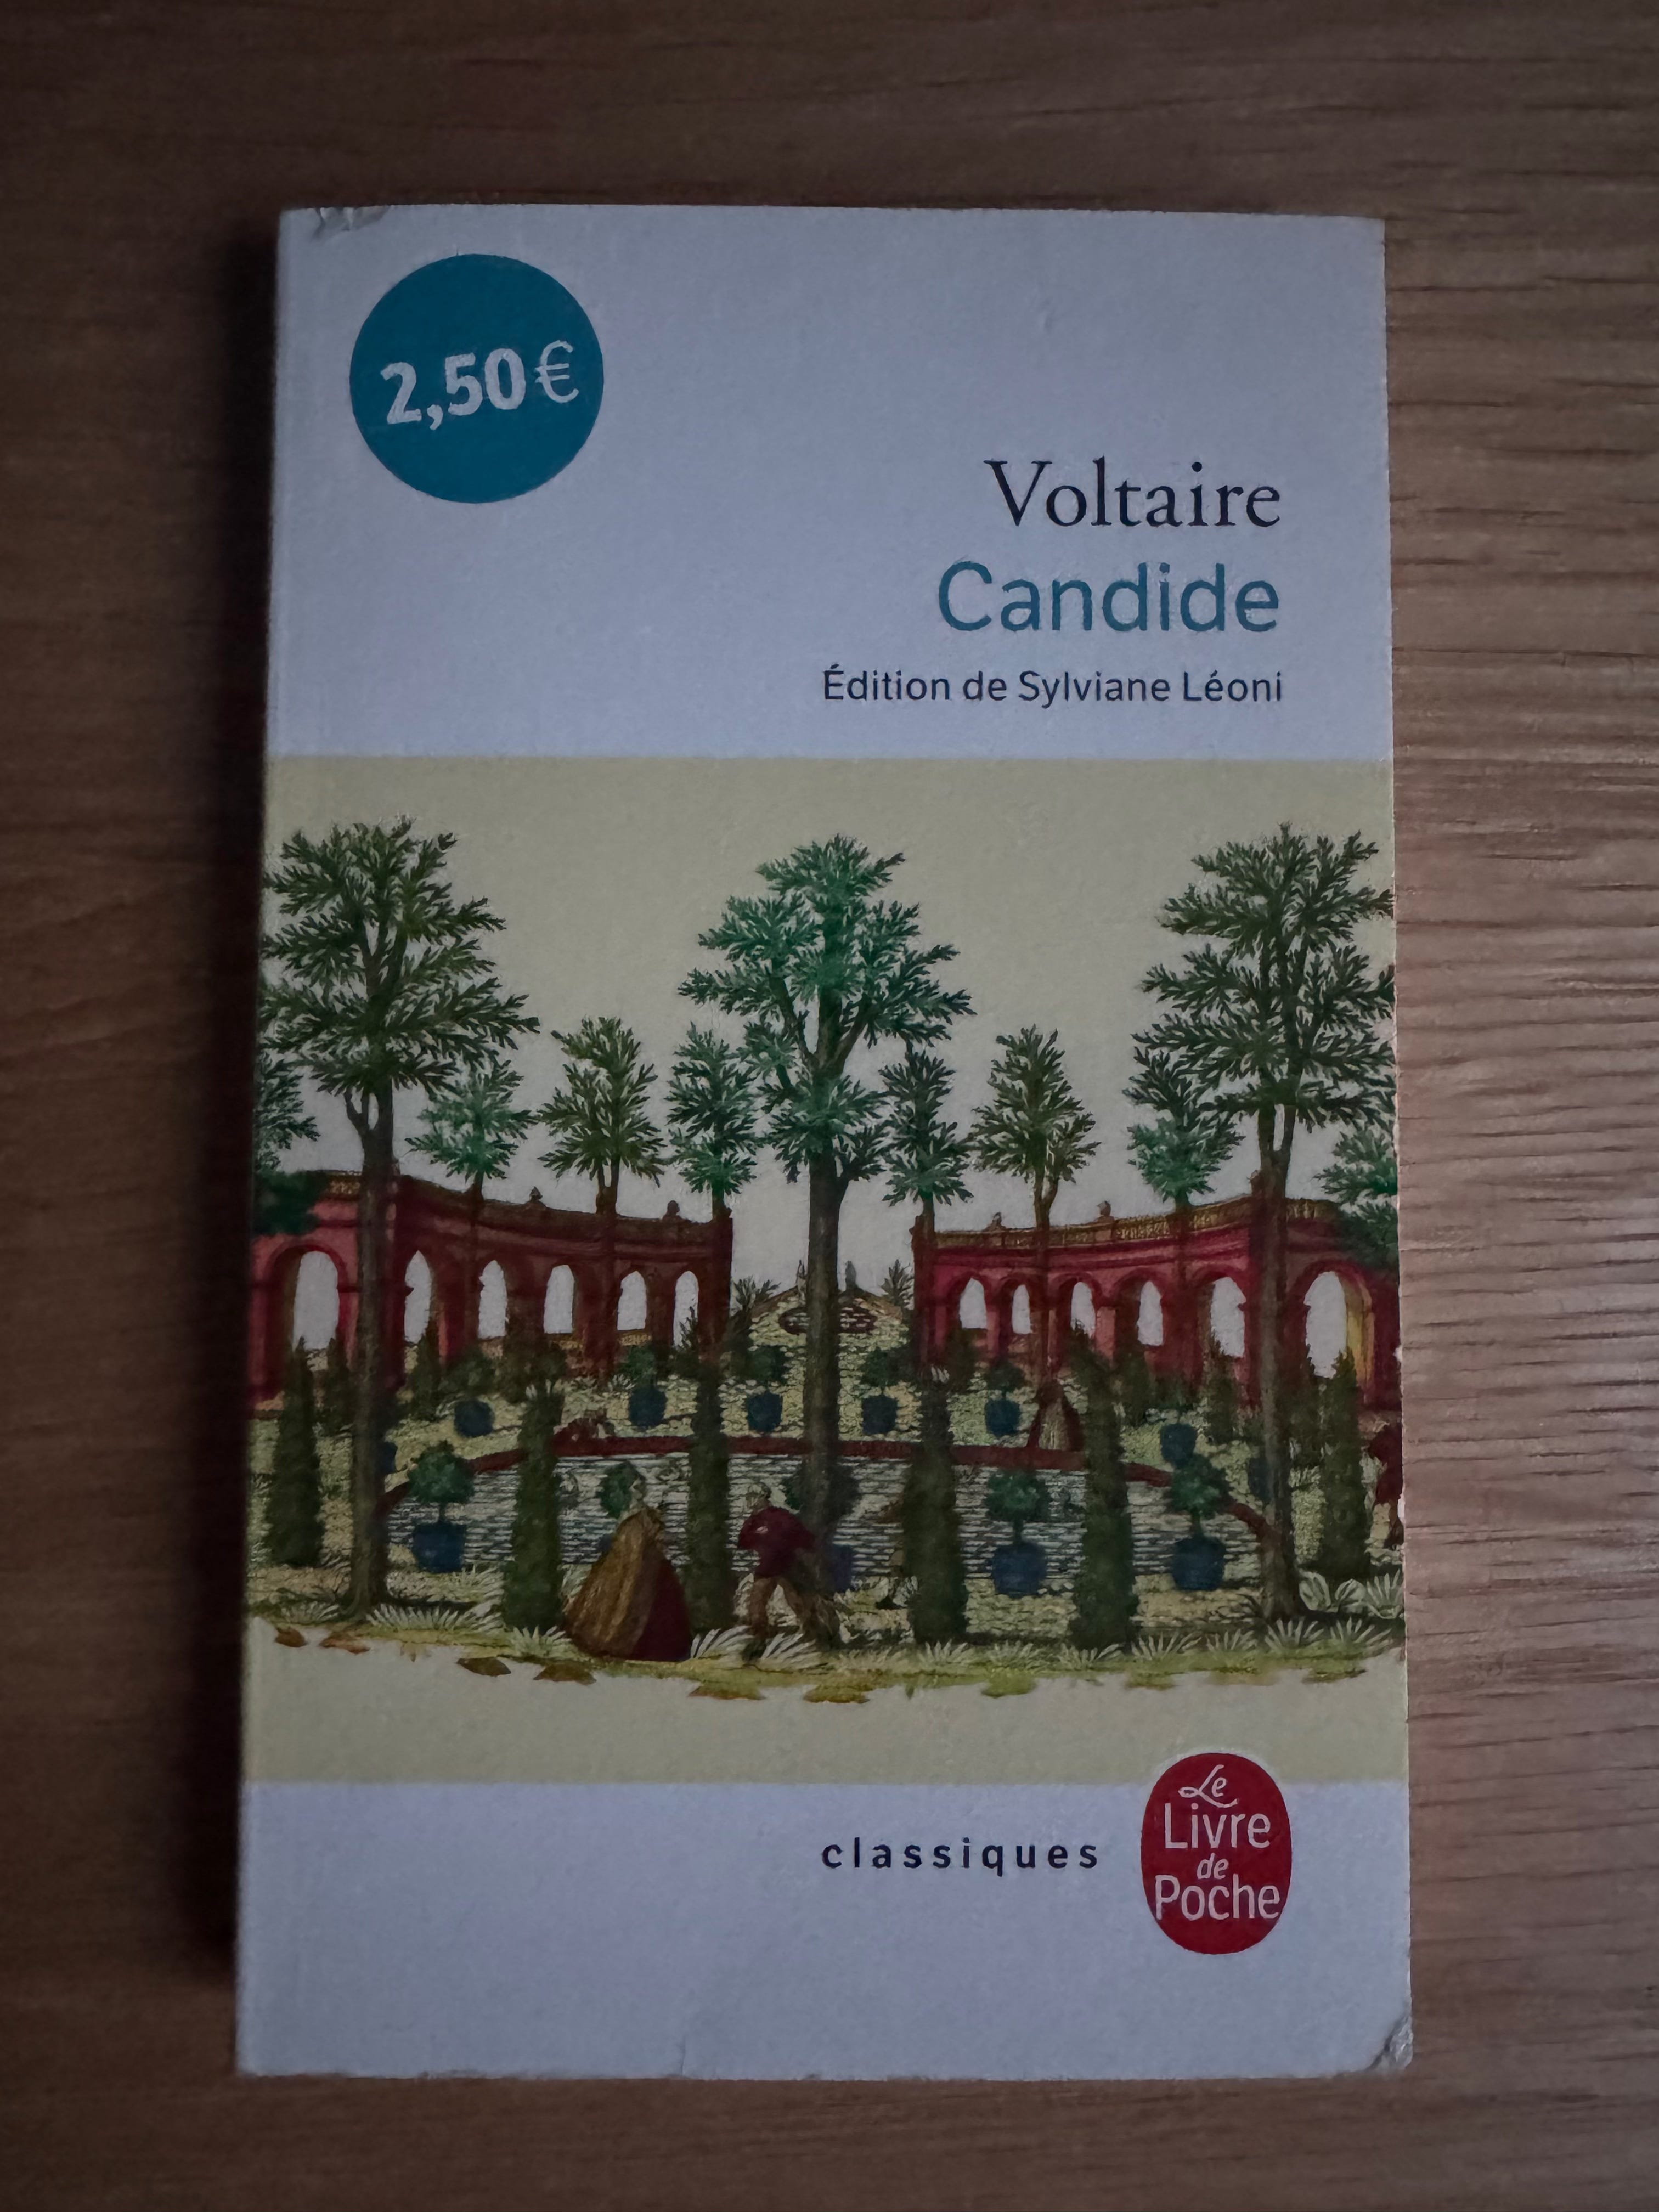 2,50€
Voltaire
Candide
Édition de Sylviane Léoni
classiques
Le
Livre
de
Poche